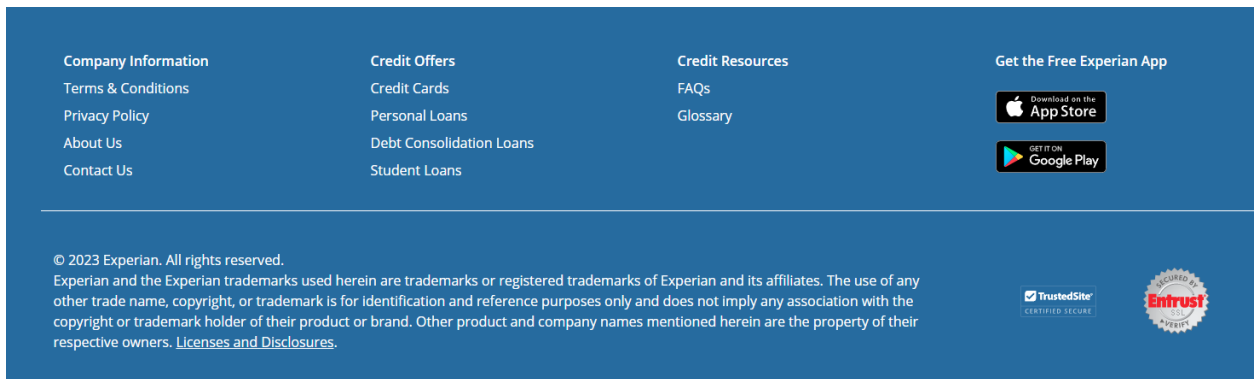 Company Information
Terms & Conditions
Privacy Policy
About Us
Contact Us
Credit Offers
Credit Cards
Personal Loans
Debt Consolidation Loans
Student Loans
Credit Resources
FAQs
Glossary
Get the Free Experian App
Download on the
App Store
GET IT ON
Google Play
© 2023 Experian. All rights reserved.
Experian and the Experian trademarks used herein are trademarks or registered trademarks of Experian and its affiliates. The use of any
other trade name, copyright, or trademark is for identification and reference purposes only and does not imply any association with the
copyright or trademark holder of their product or brand. Other product and company names mentioned herein are the property of their
respective owners. Licenses and Disclosures.
TrustedSite
CERTIFIED SECURE
SECURED BY
Entrust
SSL
VERIFY